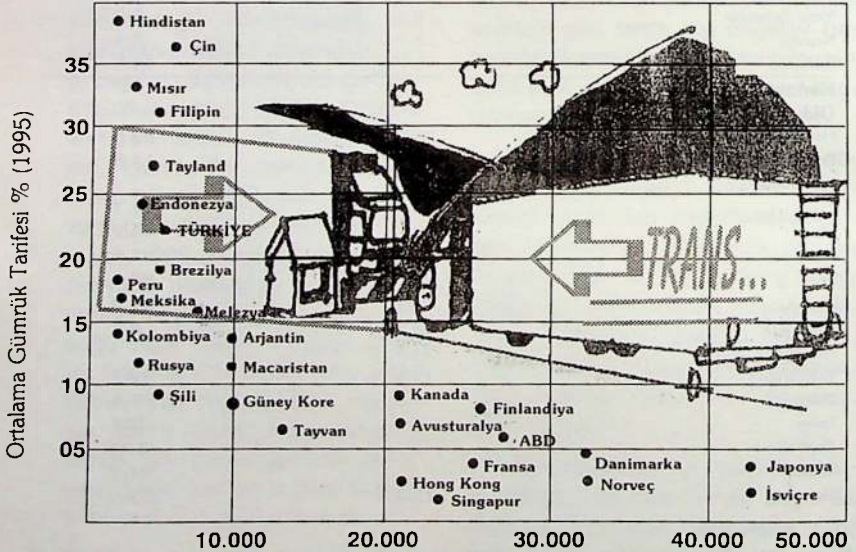 Ortalama Gümrük Tarifesi % (1995)
35
30
25
20
15
10
05
Hindistan
Çin
Mısır
Filipin
Tayland
Endonezya
TÜRKİYE
Brezilya
Peru
Meksika
Melezya
Kolombiya
Arjantin
Rusya
Macaristan
Şili
Güney Kore
Tayvan
TRANS...
Kanada
Finlandiya
Avusturalya
ABD
Fransa
Hong Kong
Singapur
Danimarka
Norveç
Japonya
İsviçre
10.000 20.000 30.000 40.000 50.000